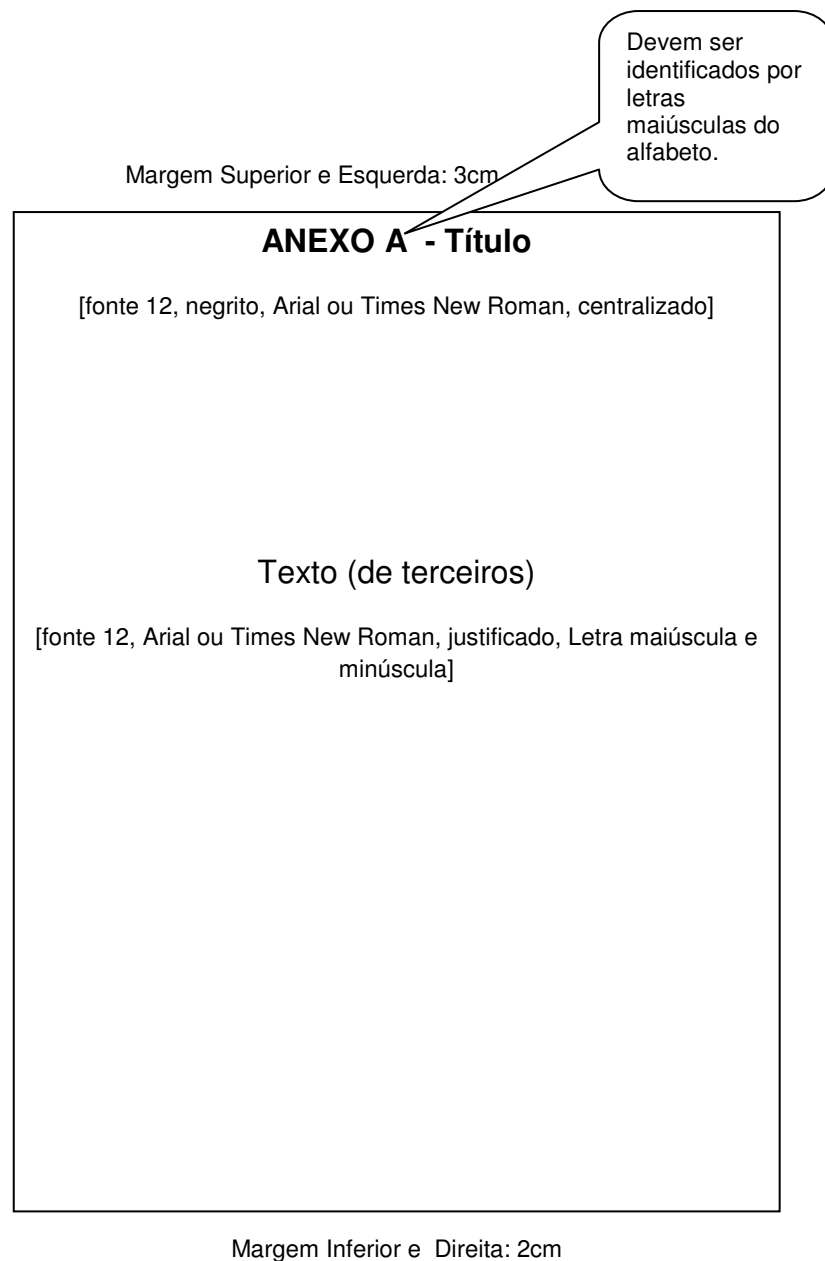 Devem ser
identificados por
letras
maiúsculas do
alfabeto.
Margem Superior e Esquerda: 3cm
ANEXO A - Título
[fonte 12, negrito, Arial ou Times New Roman, centralizado]
Texto (de terceiros)
[fonte 12, Arial ou Times New Roman, justificado, Letra maiúscula e
minúscula]
Margem Inferior e Direita: 2cm